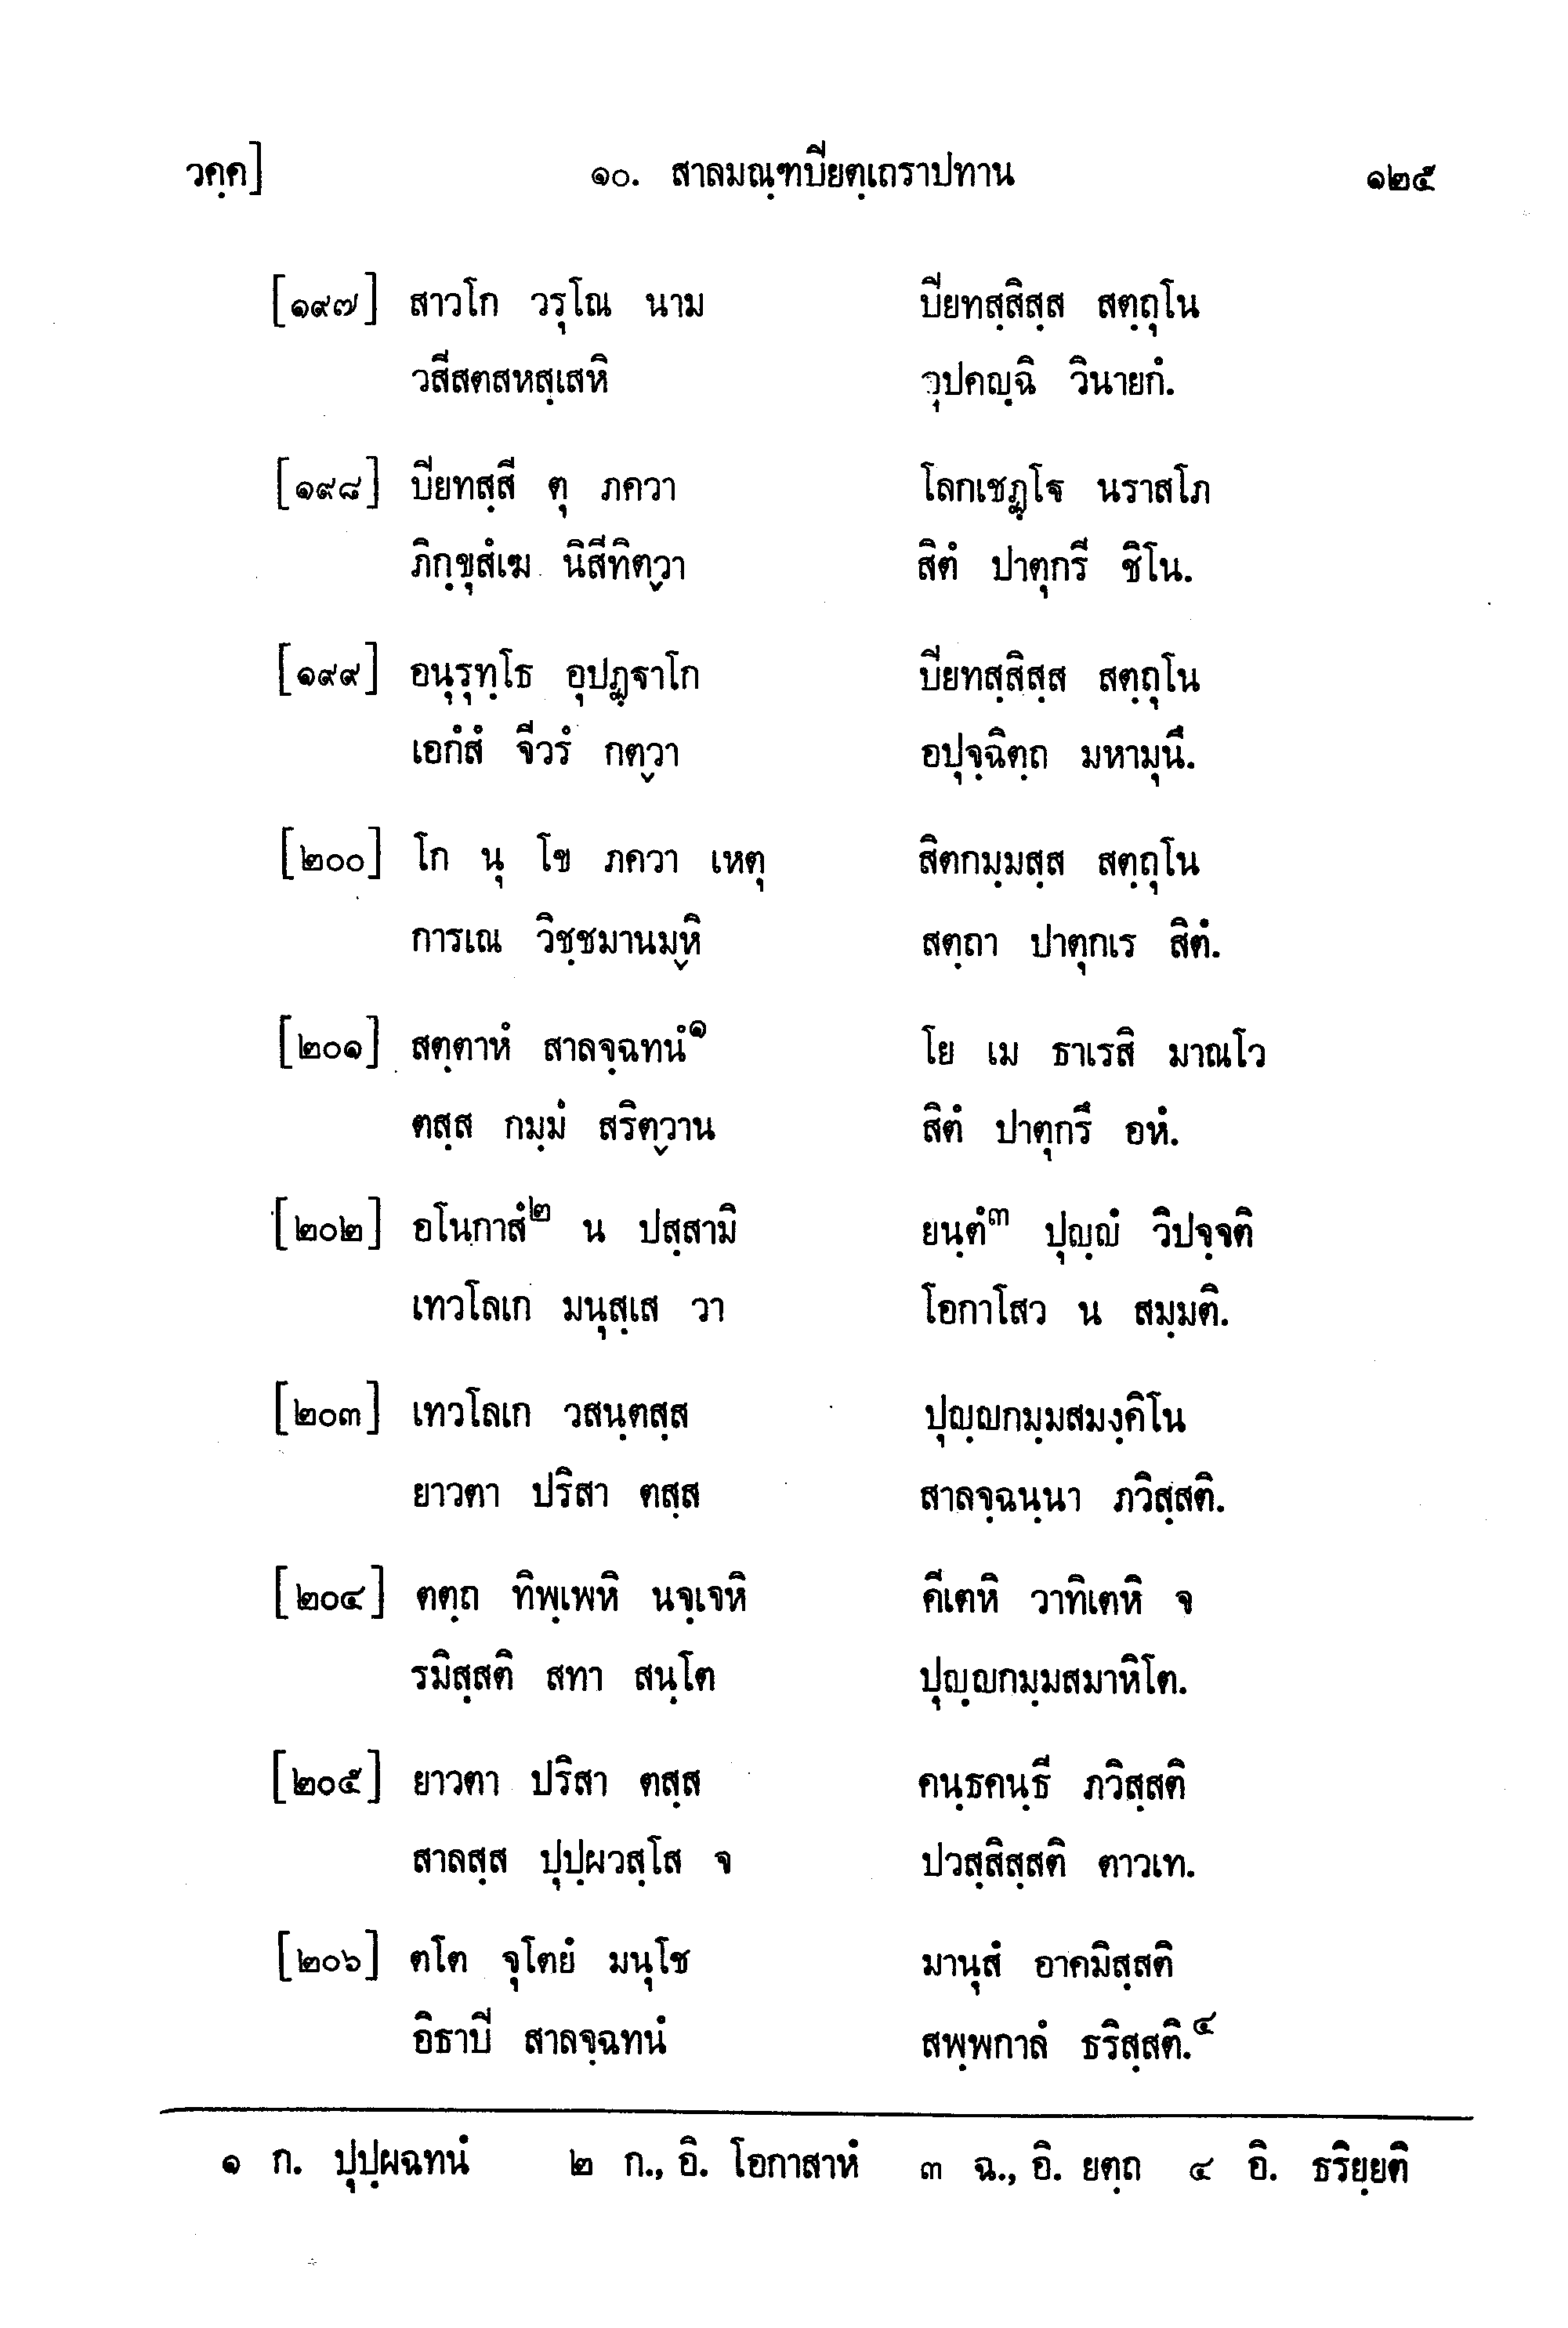 วคฺค] ๑๐. สาลมณฺฑปิยตฺเถราปทาน ๑๒๕
[๑๙๗] สาวโก วรุโณ นาม ปิยทสฺสิสฺส สตฺถุโน
วสีสตสหสฺเสหิ วุปคญฺฉิ วินายกํ.
[๑๙๘] ปิยทสฺสี ตุ ภควา โลกเชฏฺโฐ นราสโภ
ภิกฺขุสํเฆ นิสีทิตฺวา สิตํ ปาตุกรี ชิโน.
[๑๙๙] อนุรุทฺโธ อุปฏฺฐาโก ปิยทสฺสิสฺส สตฺถุโน
เอกํสํ จีวรํ กตฺวา อปุจฺฉิตฺถ มหามุนึ.
[๒๐๐] โก นุ โข ภควา เหตุ สิตกมฺมสฺส สตฺถุโน
การเณ วิชฺชมานมฺหิ สตฺถา ปาตุกเร สิตํ.
[๒๐๑] สตฺตาหํ สาลจฺฉทนํ๑ โย เม ธาเรสิ มาณโว
ตสฺส กมฺมํ สริตฺวาน สิตํ ปาตุกรึ อหํ.
[๒๐๒] อโนกาสํ๒ น ปสฺสามิ ยนฺตํ๓ ปุญฺญํ วิปจฺจติ
เทวโลเก มนุสฺเส วา โอกาโสว น สมฺมติ.
[๒๐๓] เทวโลเก วสนฺตสฺส ปุญฺญกมฺมสมงฺคิโน
ยาวตา ปริสา ตสฺส สาลจฺฉนฺนา ภวิสฺสติ.
[๒๐๔] ตตฺถ ทิพฺเพหิ นจฺเจหิ คีเตหิ วาทิเตหิ จ
รมิสฺสติ สทา สนฺโต ปุญฺญกมฺมสมาหิโต.
[๒๐๕] ยาวตา ปริสา ตสฺส คนฺธคนฺธี ภวิสฺสติ
สาลสฺส ปุปฺผวสฺโส จ ปวสฺสิสฺสติ ตาวเท.
[๒๐๖] ตโต จุโตยํ มนุโช มานุสํ อาคมิสฺสติ
อิธาปิ สาลจฺฉทนํ สพฺพกาลํ ธริสฺสติ.๔
๑ ก. ปุปฺผฉทนํ ๒ ก., อิ. โอกาสาหํ ๓ ฉ., อิ. ยตฺถ ๔ อิ. ธริยฺยติ